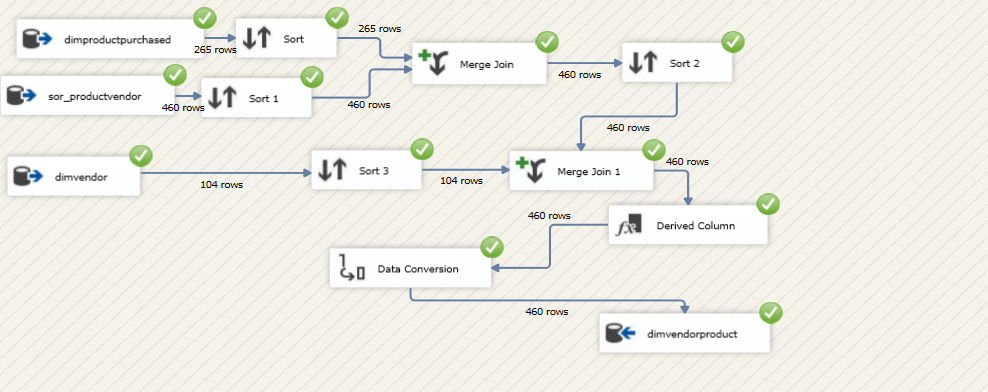 dimproductpurchased
265 rows
Sort
265 rows
sor_productvendor
460 rows
Sort 1
460 rows
Merge Join
460 rows
Sort 2
460 rows
dimvendor
104 rows
Sort 3
104 rows
Merge Join 1
460 rows
Derived Column
fx
460 rows
Data Conversion
460 rows
dimvendorproduct